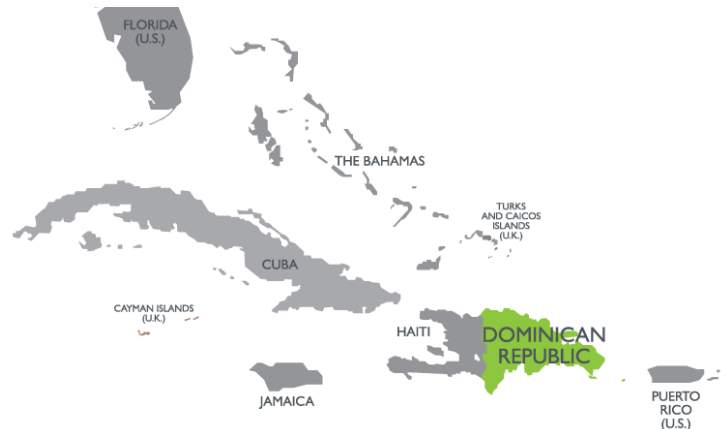 FLORIDA
(U.S.)
THE BAHAMAS
TURKS
AND CAICOS
ISLANDS
(U.K.)
CUBA
CAYMAN ISLANDS
(U.K.)
HAITI
DOMINICAN
REPUBLIC
JAMAICA
PUERTO
RICO
(U.S.)